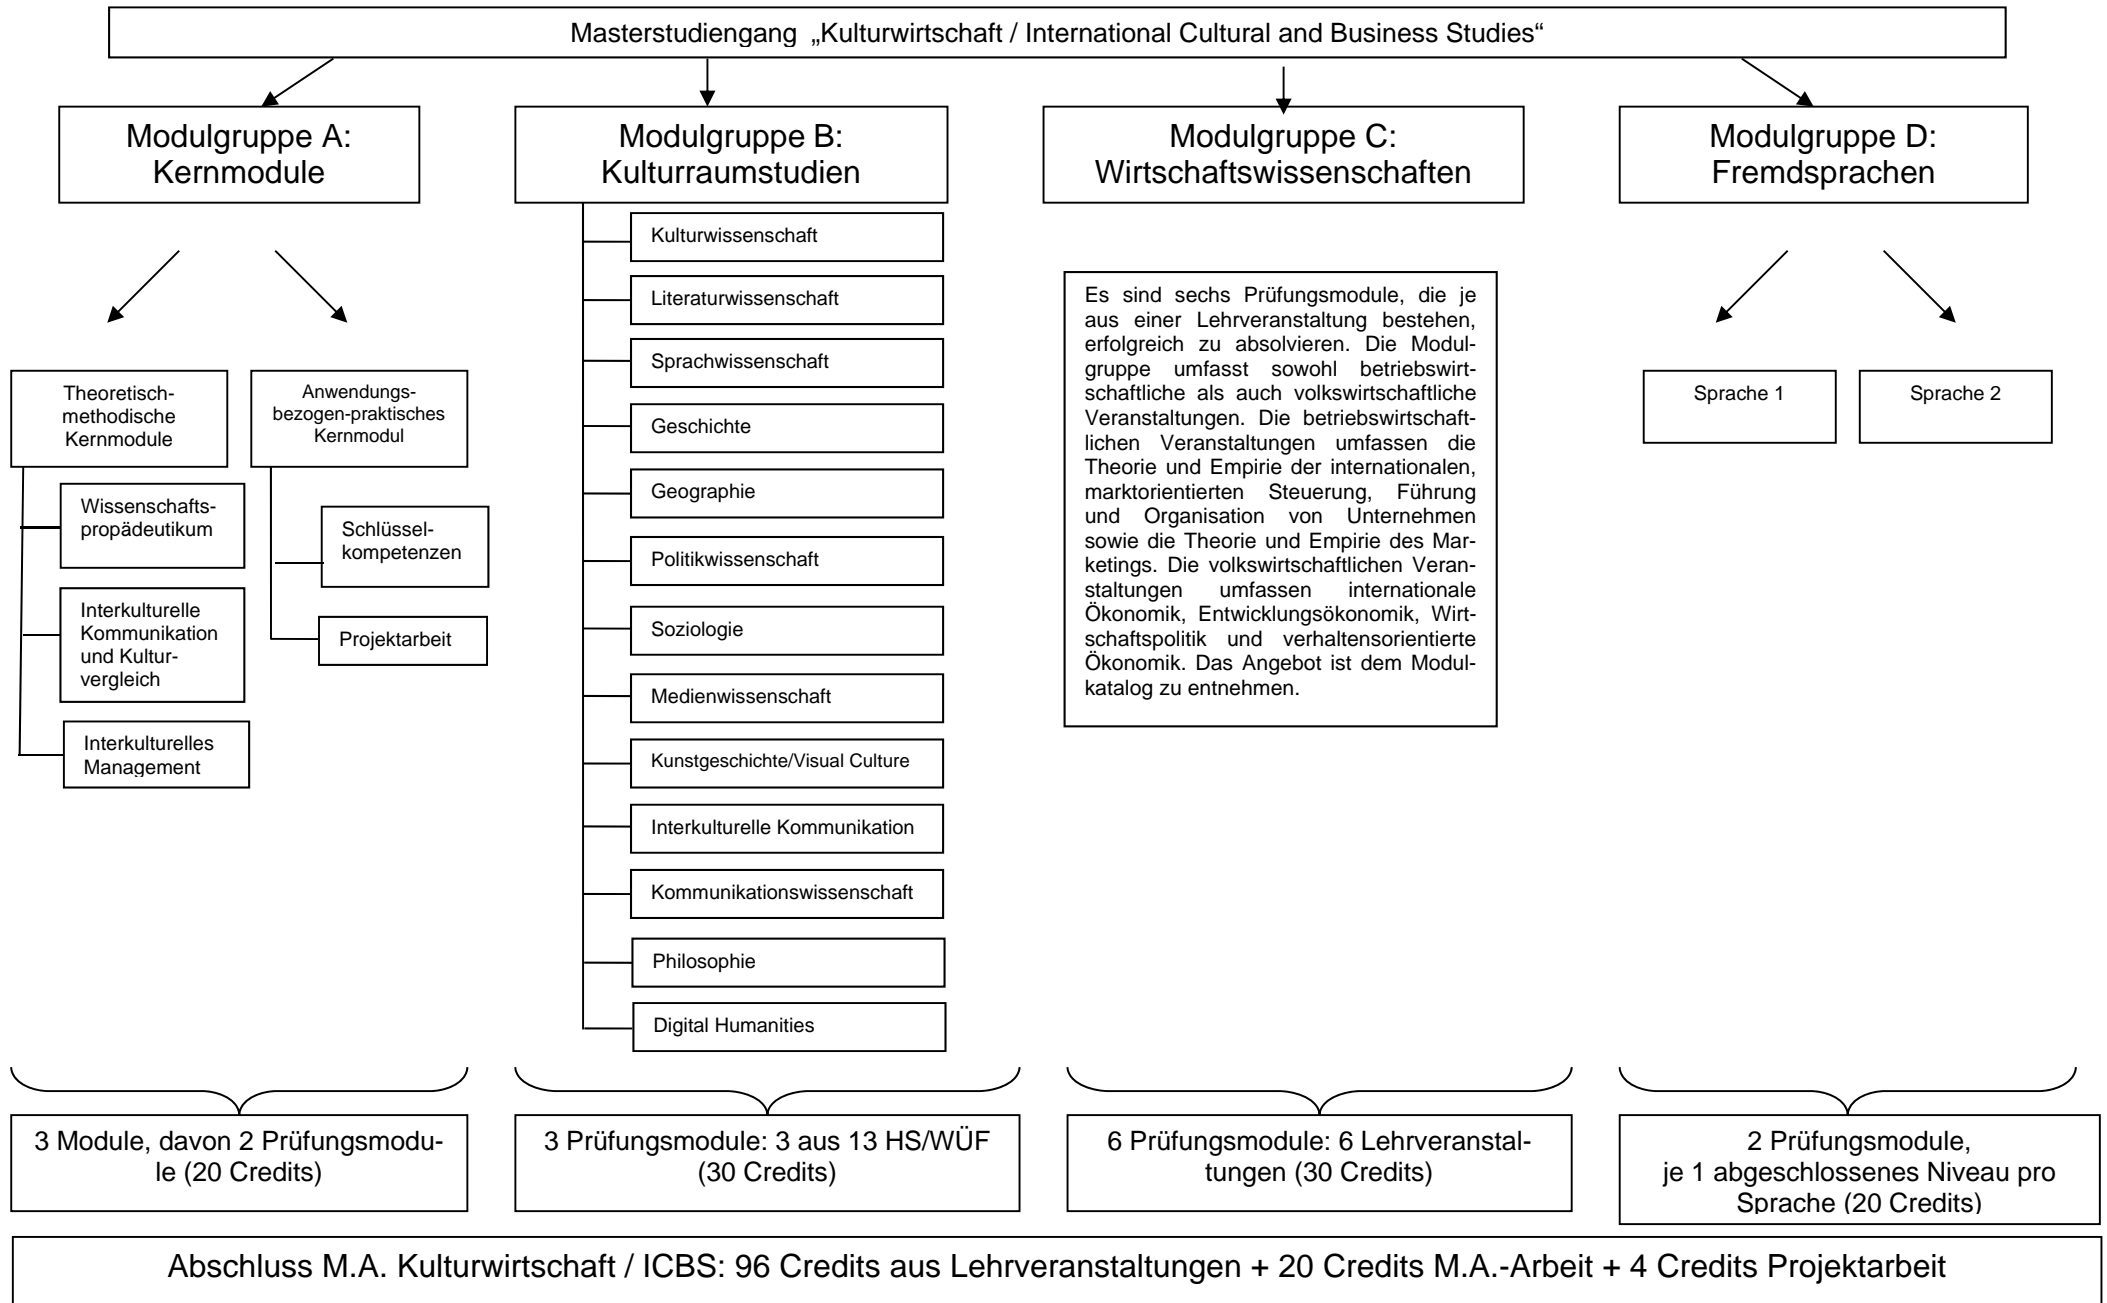 Masterstudiengang „Kulturwirtschaft / International Cultural and Business Studies“
Modulgruppe A:
Kernmodule
Modulgruppe B:
Kulturraumstudien
Modulgruppe C:
Wirtschaftswissenschaften
Modulgruppe D:
Fremdsprachen
Theoretisch-
methodische
Kernmodule
Anwendungs-
bezogen-praktisches
Kernmodul
Wissenschafts-
propädeutikum
Interkulturelle
Kommunikation
und Kultur-
vergleich
Interkulturelles
Management
Schlüssel-
kompetenzen
Projektarbeit
Kulturwissenschaft
Literaturwissenschaft
Sprachwissenschaft
Geschichte
Geographie
Politikwissenschaft
Soziologie
Medienwissenschaft
Kunstgeschichte/Visual Culture
Interkulturelle Kommunikation
Kommunikationswissenschaft
Philosophie
Digital Humanities
Es sind sechs Prüfungsmodule, die je
aus einer Lehrveranstaltung bestehen,
erfolgreich zu absolvieren. Die Modul-
gruppe umfasst sowohl betriebswirt-
schaftliche als auch volkswirtschaftliche
Veranstaltungen. Die betriebswirtschaft-
lichen Veranstaltungen umfassen die
Theorie und Empirie der internationalen,
marktorientierten Steuerung, Führung
und Organisation von Unternehmen
sowie die Theorie und Empirie des Mar-
ketings. Die volkswirtschaftlichen Veran-
staltungen umfassen internationale
Ökonomik, Entwicklungsökonomik, Wirt-
schaftspolitik und verhaltensorientierte
Ökonomik. Das Angebot ist dem Modul-
katalog zu entnehmen.
Sprache 1
Sprache 2
3 Module, davon 2 Prüfungsmodu-
le (20 Credits)
3 Prüfungsmodule: 3 aus 13 HS/WÜF
(30 Credits)
6 Prüfungsmodule: 6 Lehrveranstal-
tungen (30 Credits)
2 Prüfungsmodule,
je 1 abgeschlossenes Niveau pro
Sprache (20 Credits)
Abschluss M.A. Kulturwirtschaft / ICBS: 96 Credits aus Lehrveranstaltungen + 20 Credits M.A.-Arbeit + 4 Credits Projektarbeit